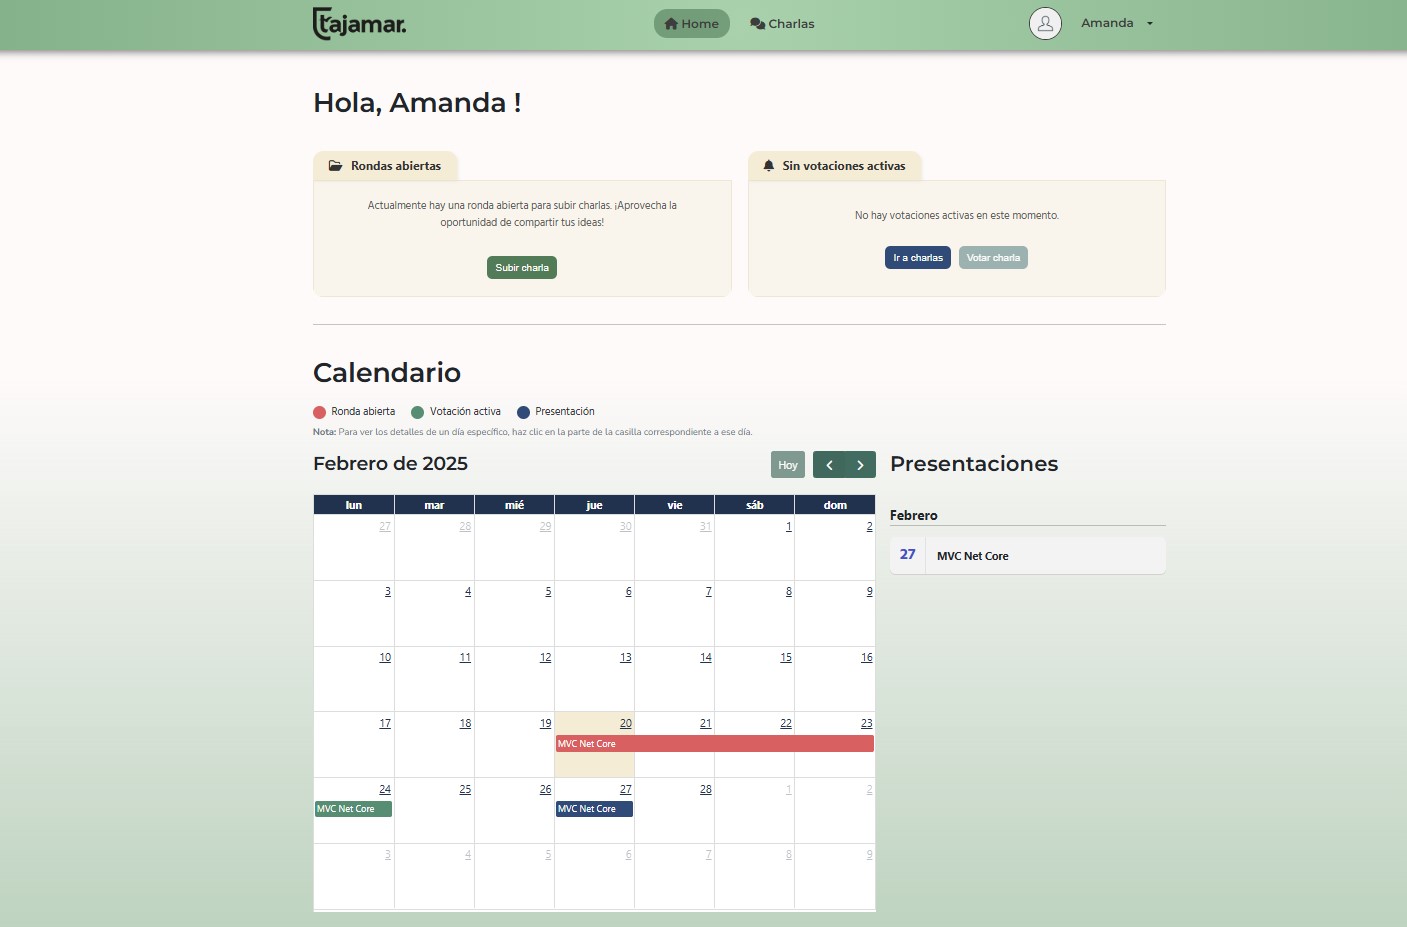 tajamar.
Home
Charlas
Amanda
Hola, Amanda !
Rondas abiertas
Actualmente hay una ronda abierta para subir charlas. ¡Aprovecha la
oportunidad de compartir tus ideas!
Subir charla
Sin votaciones activas
No hay votaciones activas en este momento.
Ir a charlas
Votar charla
Calendario
Ronda abierta
Votación activa
Presentación
Nota: Para ver los detalles de un día específico, haz clic en la parte de la casilla correspondiente a ese día.
Febrero de 2025
Hoy
lun mar mié jue vie sáb dom
27 28 29 30 31 1 2
3 4 5 6 7 8 9
10 11 12 13 14 15 16
17 18 19 20 21 22 23
MVC Net Core
24 25 26 27 28 1 2
MVC Net Core MVC Net Core
3 4 5 6 7 8 9
Presentaciones
Febrero
27 MVC Net Core